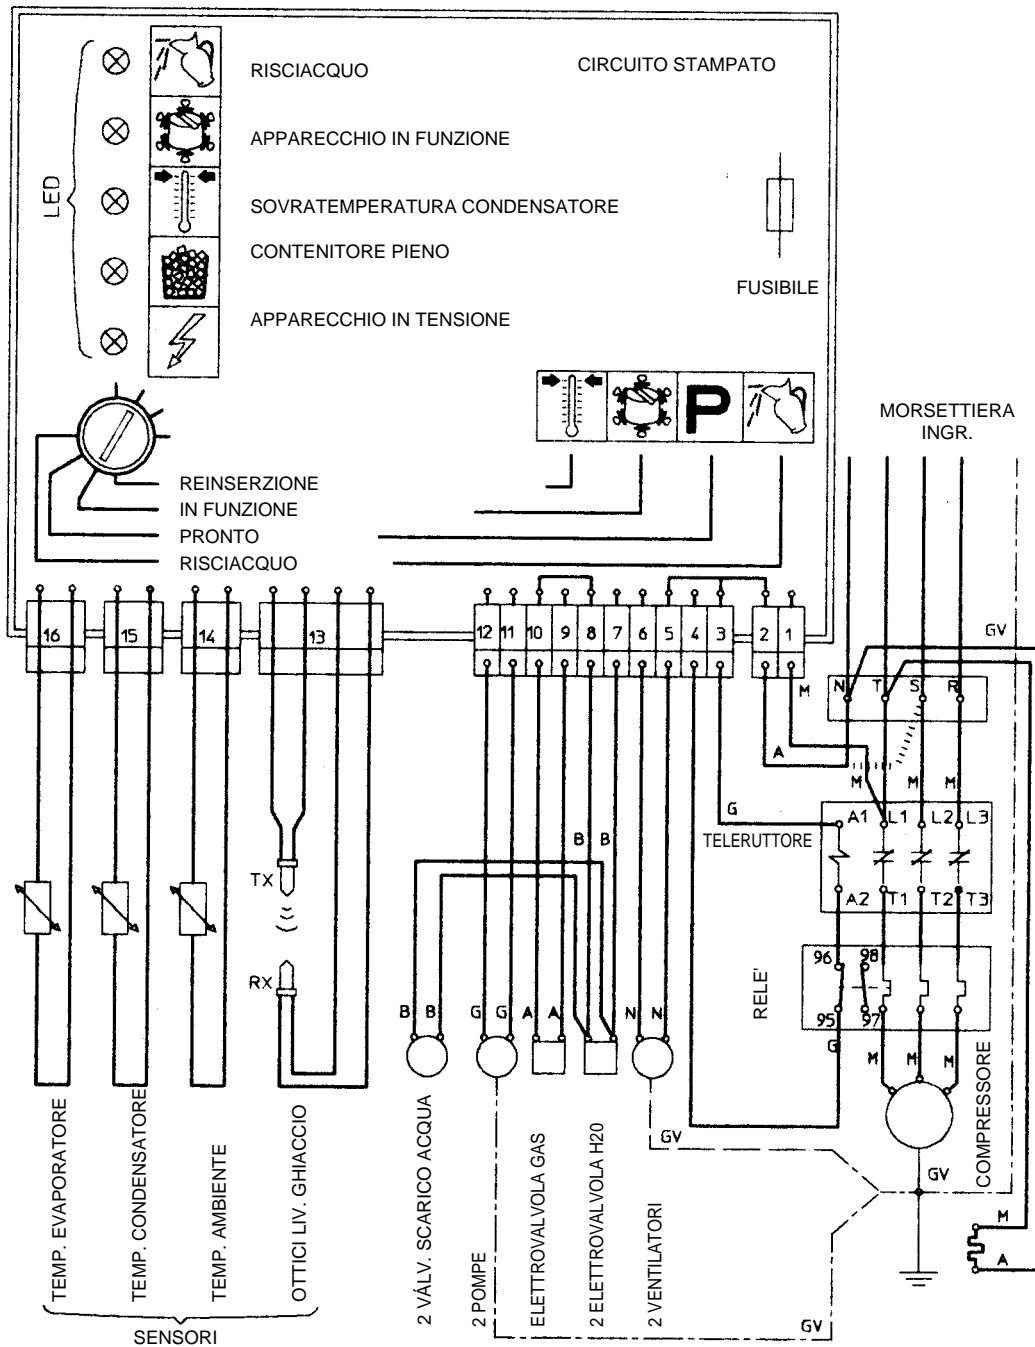 RISCIACQUO
CIRCUITO STAMPATO
APPARECCHIO IN FUNZIONE
LED
SOVRATEMPERATURA CONDENSATORE
CONTENITORE PIENO
FUSIBILE
APPARECCHIO IN TENSIONE
P
MORSETTIERA
INGR.
REINSERZIONE
IN FUNZIONE
PRONTO
RISCIACQUO
16 15 14 13 12 11 10 9 8 7 6 5 4 3 2 1
GV
M
N T S R
A
M M M
G
TELERUTTORE
A1 L1 L2 L3
B B
TX
A2 T1 T2 T3
96 98
RX
RELE'
95 97
B B G G A A N N
G
M M M
COMPRESSORE
GV
GV
M
A
GV
TEMP. EVAPORATORE
TEMP. CONDENSATORE
TEMP. AMBIENTE
OTTICI LIV. GHIACCIO
2 VÁLV. SCARICO ACQUA
2 POMPE
ELETTROVALVOLA GAS
2 ELETTROVALVOLA H20
2 VENTILATORI
SENSORI